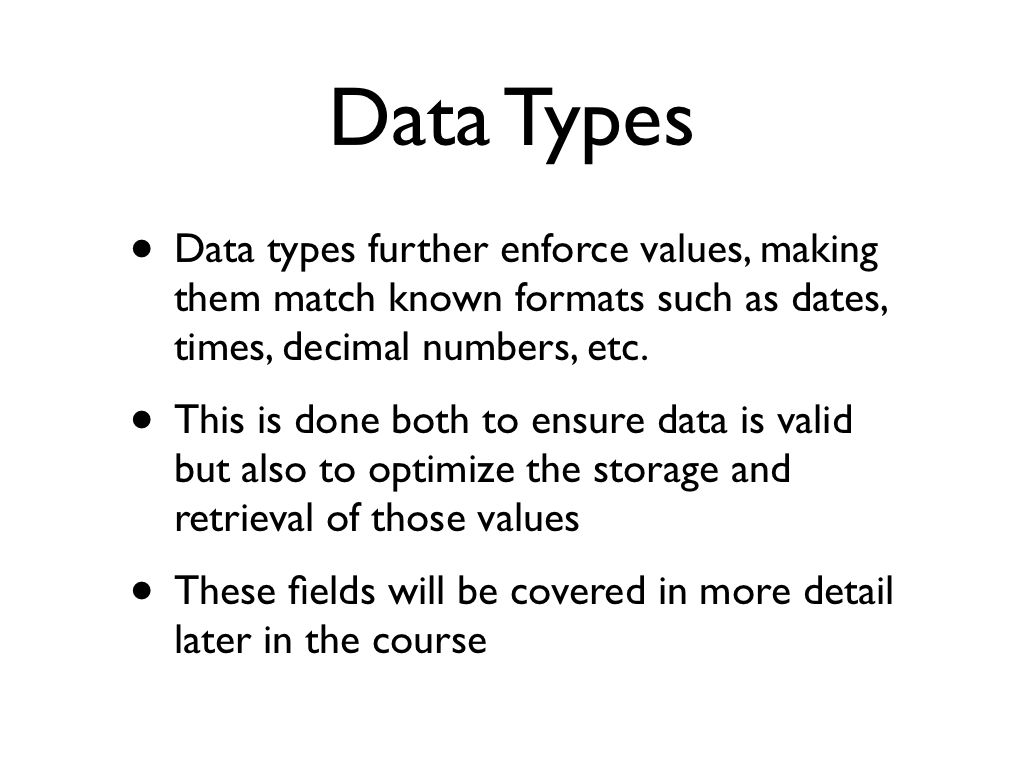 Data Types
• Data types further enforce values, making
them match known formats such as dates,
times, decimal numbers, etc.
• This is done both to ensure data is valid
but also to optimize the storage and
retrieval of those values
• These fields will be covered in more detail
later in the course